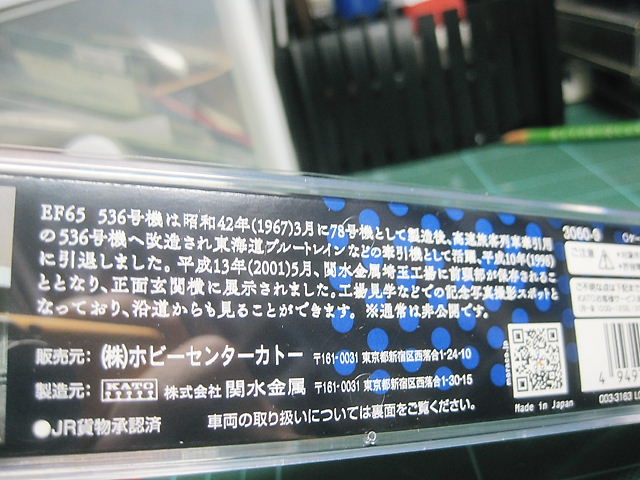 EF65 536号機は昭和42年(1967)3月に78号機として製造後、高速旅客列車牽引用
の536号機へ改造され東海道ブルートレインなどの牽引機として活躍、平成10年(1998)
に引退しました。平成13年(2001)5月、関水金属埼玉工場に前頭部が保存されるこ
ととなり、正面玄関横に展示されました。工場見学などでの記念写真撮影スポットと
なっており、沿道からも見ることができます。※通常は非公開です。
販売元: (株)ホビーセンターカトー 〒161-0031 東京都新宿区西落合1-24-10
製造元: KATO 株式会社 関水金属 〒161-0031 東京都新宿区西落合1-30-15
●JR貨物承認済 車両の取り扱いについては裏面をご覧ください。
Made in Japan
3060-9
ご注意
4949
003-3163